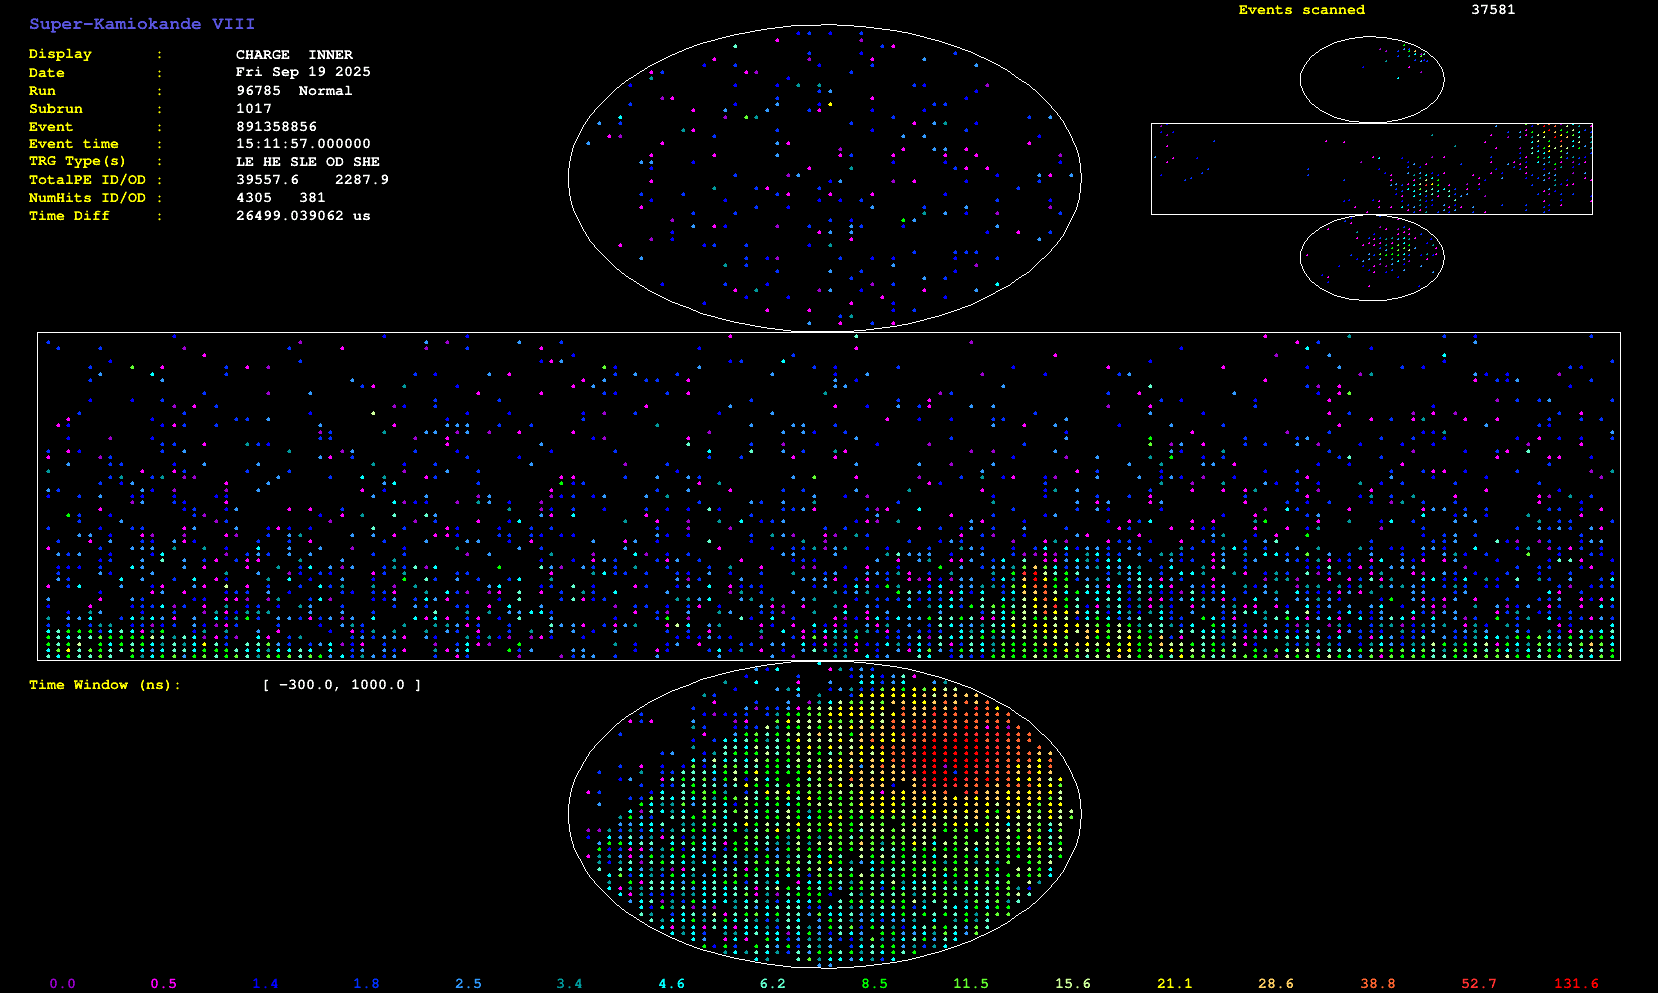 Super-Kamiokande VIII
Events scanned 37581
Display : CHARGE INNER
Date : Fri Sep 19 2025
Run : 96785 Normal
Subrun : 1017
Event : 891358856
Event time : 15:11:57.000000
TRG Type(s) : LE HE SLE OD SHE
TotalPE ID/OD : 39557.6 2287.9
NumHits ID/OD : 4305 381
Time Diff : 26499.039062 us
Time Window (ns): [ -300.0, 1000.0 ]
0.0 0.5 1.4 1.8 2.5 3.4 4.6 6.2 8.5 11.5 15.6 21.1 28.6 38.8 52.7 131.6